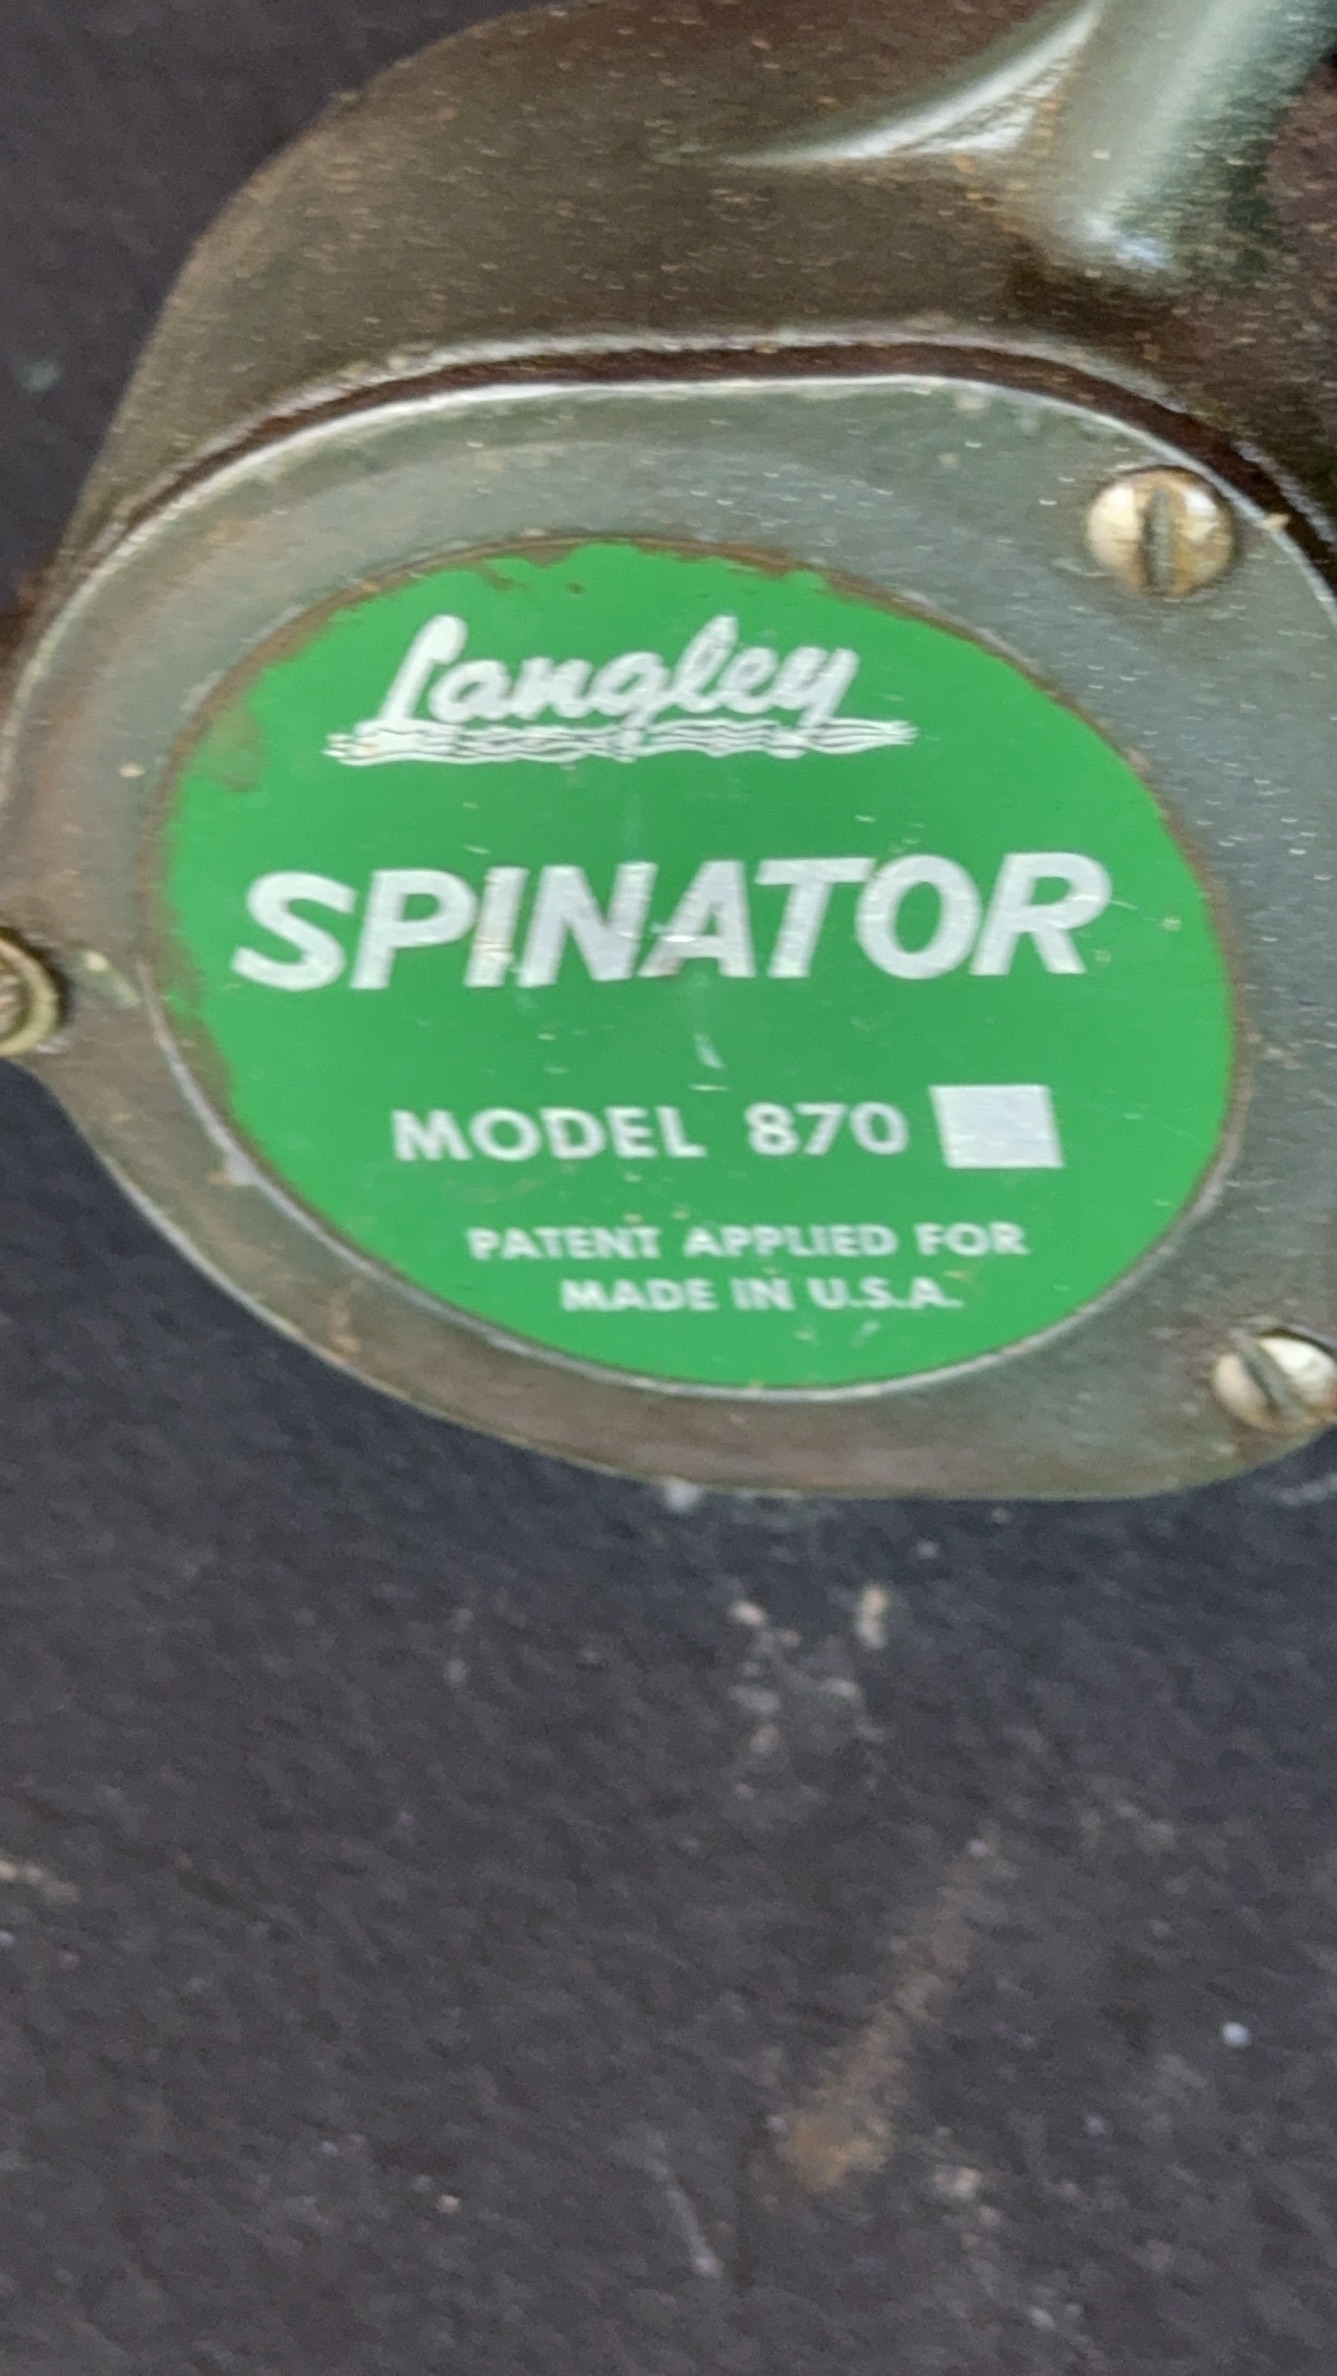 Langley
SPINATOR
MODEL 870
PATENT APPLIED FOR
MADE IN U.S.A.